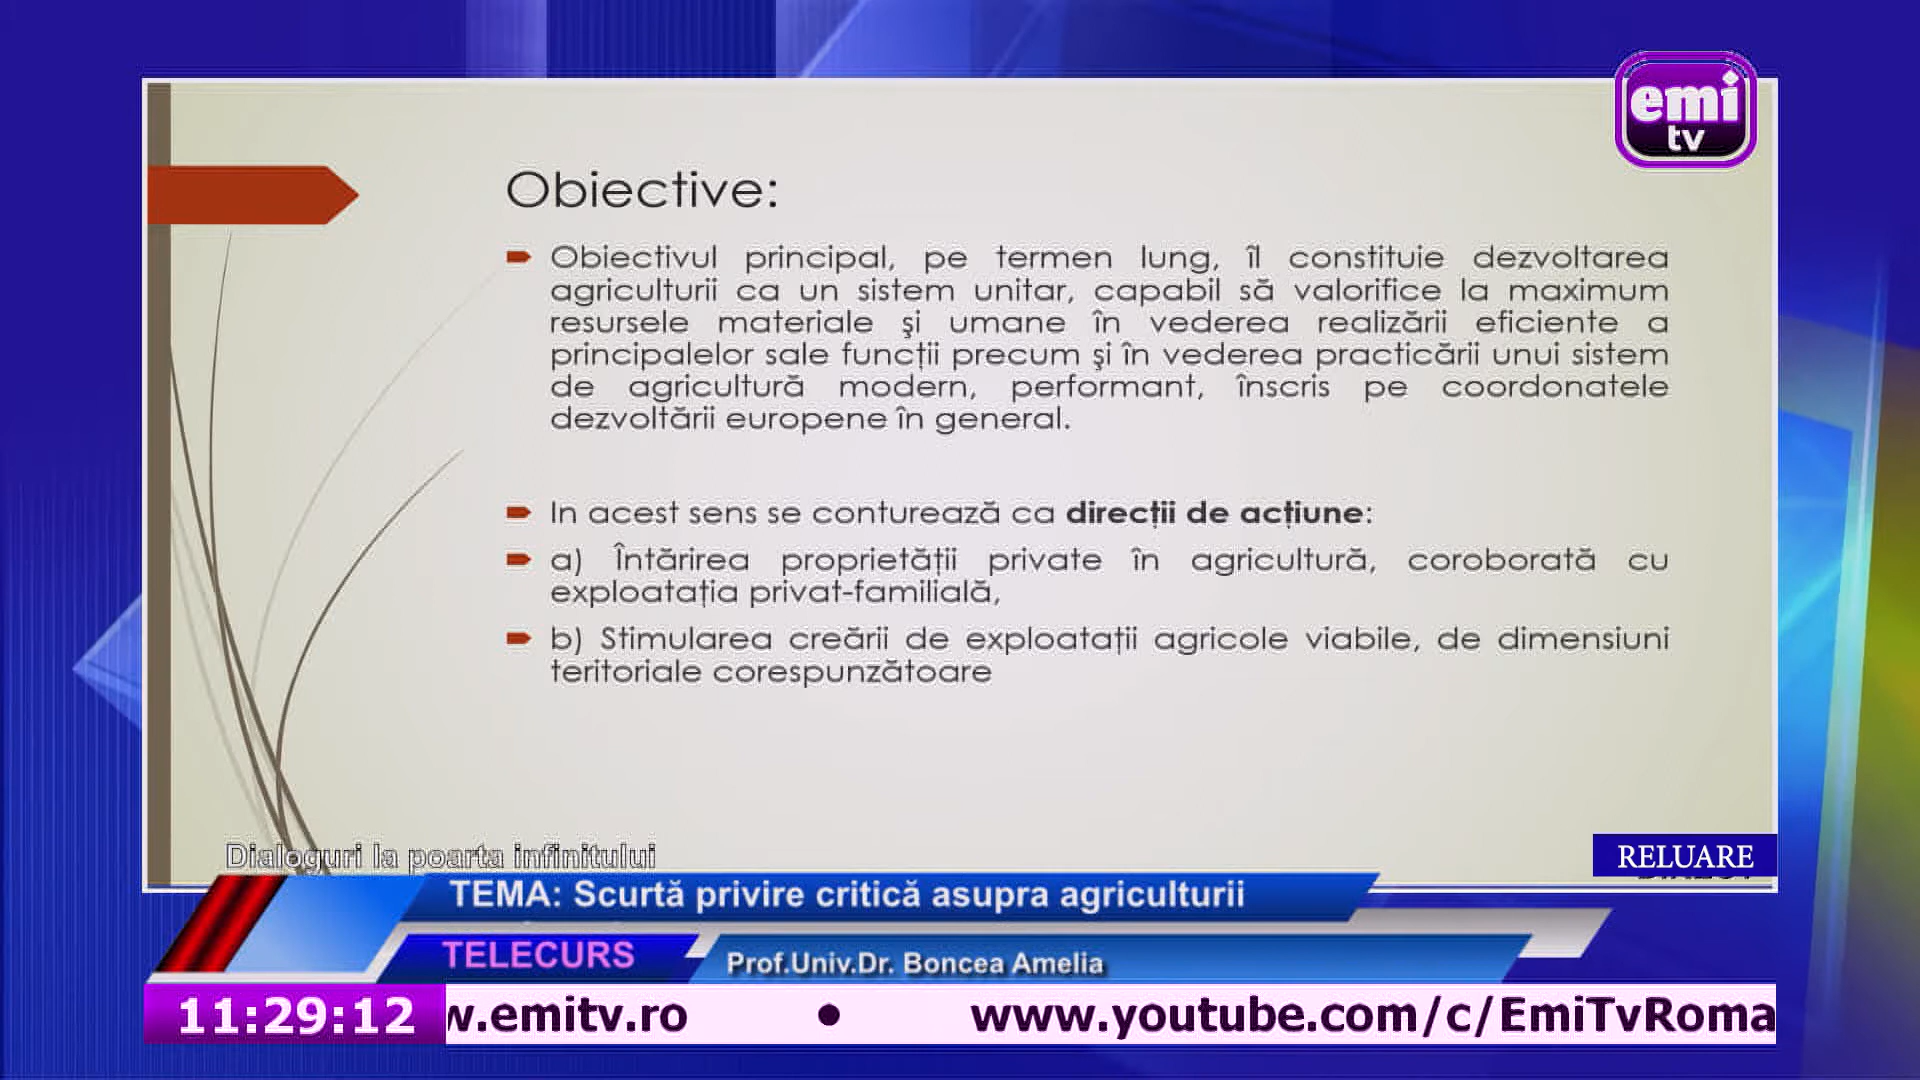 emi
tv
Obiective:
Obiectivul principal, pe termen lung, îl constituie dezvoltarea
agriculturii ca un sistem unitar, capabil să valorifice la maximum
resursele materiale şi umane în vederea realizării eficiente a
principalelor sale funcții precum şi în vederea practicării unui sistem
de agricultură modern, performant, înscris pe coordonatele
dezvoltării europene în general.
In acest sens se conturează ca direcții de acțiune:
a) Întărirea proprietății private în agricultură, coroborată cu
exploatația privat-familială,
b) Stimularea creării de exploatații agricole viabile, de dimensiuni
teritoriale corespunzătoare
Dialoguri la poarta infinitului
RELUARE
TEMA: Scurtă privire critică asupra agriculturii
TELECURS
Prof.Univ.Dr. Boncea Amelia
11:29:12
w.emitv.ro • www.youtube.com/c/EmiTvRoma